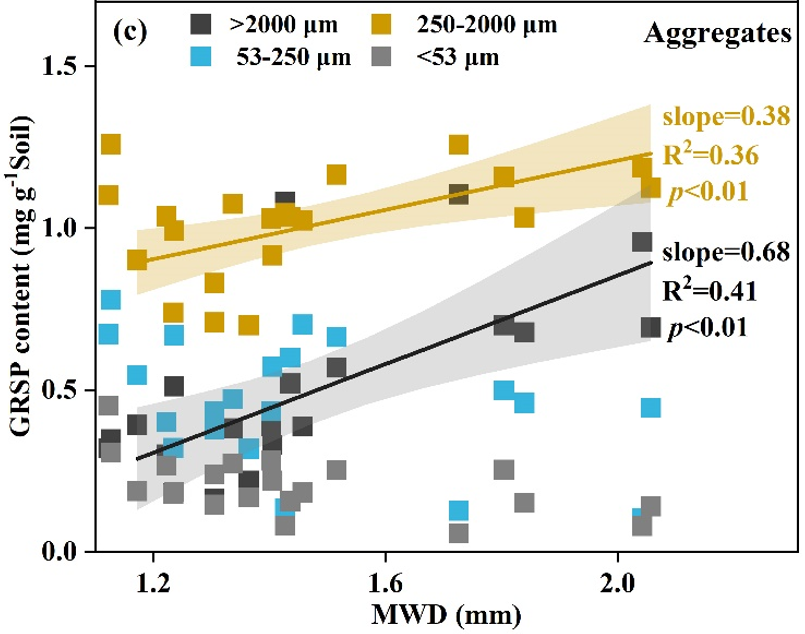 (c)
>2000 μm
250-2000 μm
53-250 μm
<53 μm
Aggregates
slope=0.38
R²=0.36
p<0.01
slope=0.68
R²=0.41
p<0.01
GRSP content (mg g⁻¹Soil)
1.5
1.0
0.5
0.0
1.2
1.6
2.0
MWD (mm)